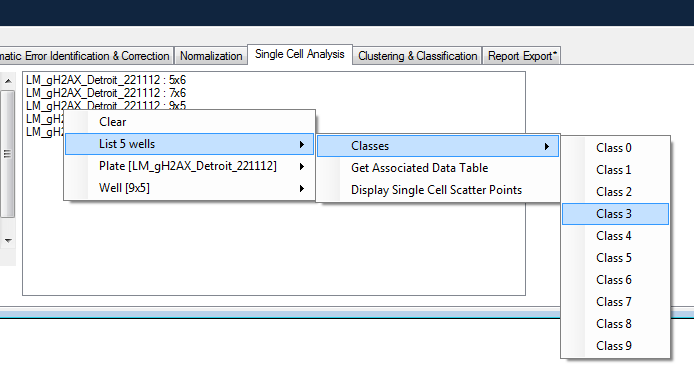 matic Error Identification & Correction
Normalization
Single Cell Analysis
Clustering & Classification
Report Export*
LM_gH2AX_Detroit_221112 : 5x6
LM_gH2AX_Detroit_221112 : 7x6
LM_gH2AX_Detroit_221112 : 9x5
LM_gH
LM_gH
Clear
List 5 wells
Plate [LM_gH2AX_Detroit_221112]
Well [9x5]
Classes
Get Associated Data Table
Display Single Cell Scatter Points
Class 0
Class 1
Class 2
Class 3
Class 4
Class 5
Class 6
Class 7
Class 8
Class 9